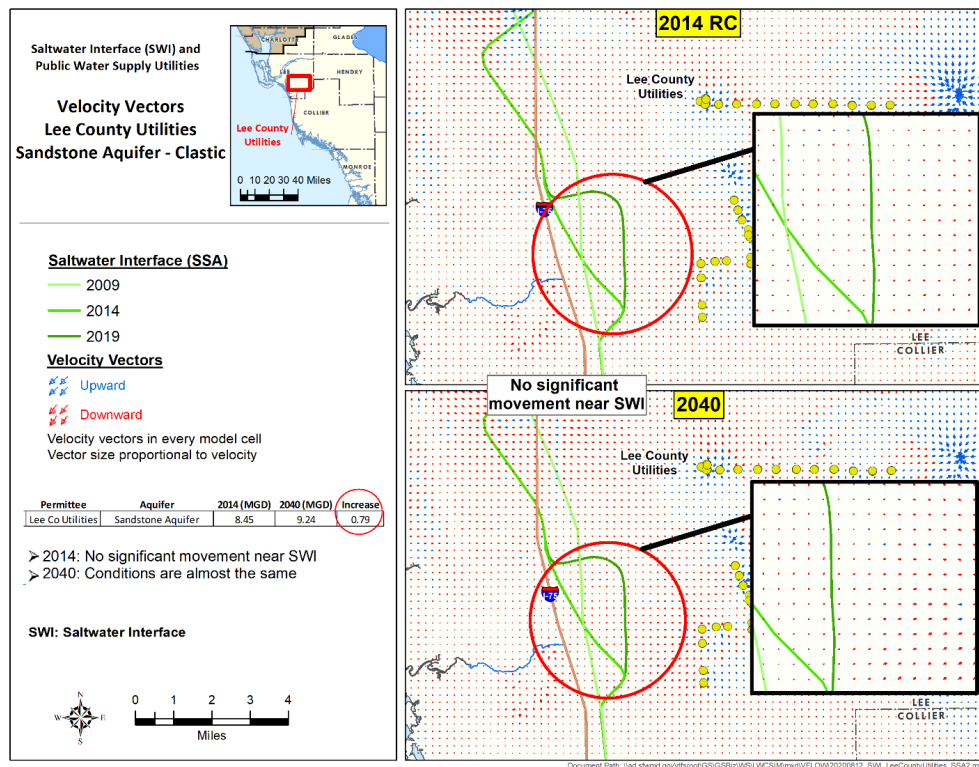 Saltwater Interface (SWI) and
Public Water Supply Utilities
Velocity Vectors
Lee County Utilities
Sandstone Aquifer - Clastic
CHARLOTTE
GLADES
LEE
HENDRY
COLLIER
Lee County
Utilities
MONROE
0 10 20 30 40 Miles
Saltwater Interface (SSA)
2009
2014
2019
Velocity Vectors
Upward
Downward
Velocity vectors in every model cell
Vector size proportional to velocity
Permittee Aquifer 2014 (MGD) 2040 (MGD) Increase
Lee Co Utilities Sandstone Aquifer 8.45 9.24 0.79
➢ 2014: No significant movement near SWI
➢ 2040: Conditions are almost the same
SWI: Saltwater Interface
N
W E
S
0 1 2 3 4
Miles
2014 RC
Lee County
Utilities
LEE
COLLIER
No significant
movement near SWI
2040
Lee County
Utilities
I-75
LEE
COLLIER